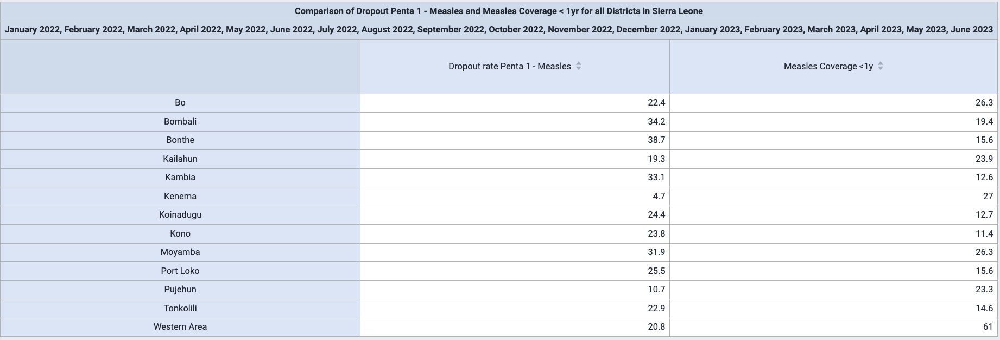 Comparison of Dropout Penta 1 - Measles and Measles Coverage < 1yr for all Districts in Sierra Leone
January 2022, February 2022, March 2022, April 2022, May 2022, June 2022, July 2022, August 2022, September 2022, October 2022, November 2022, December 2022, January 2023, February 2023, March 2023, April 2023, May 2023, June 2023
Dropout rate Penta 1 - Measles Measles Coverage <1y
Bo 22.4 26.3
Bombali 34.2 19.4
Bonthe 38.7 15.6
Kailahun 19.3 23.9
Kambia 33.1 12.6
Kenema 4.7 27
Koinadugu 24.4 12.7
Kono 23.8 11.4
Moyamba 31.9 26.3
Port Loko 25.5 15.6
Pujehun 10.7 23.3
Tonkolili 22.9 14.6
Western Area 20.8 61